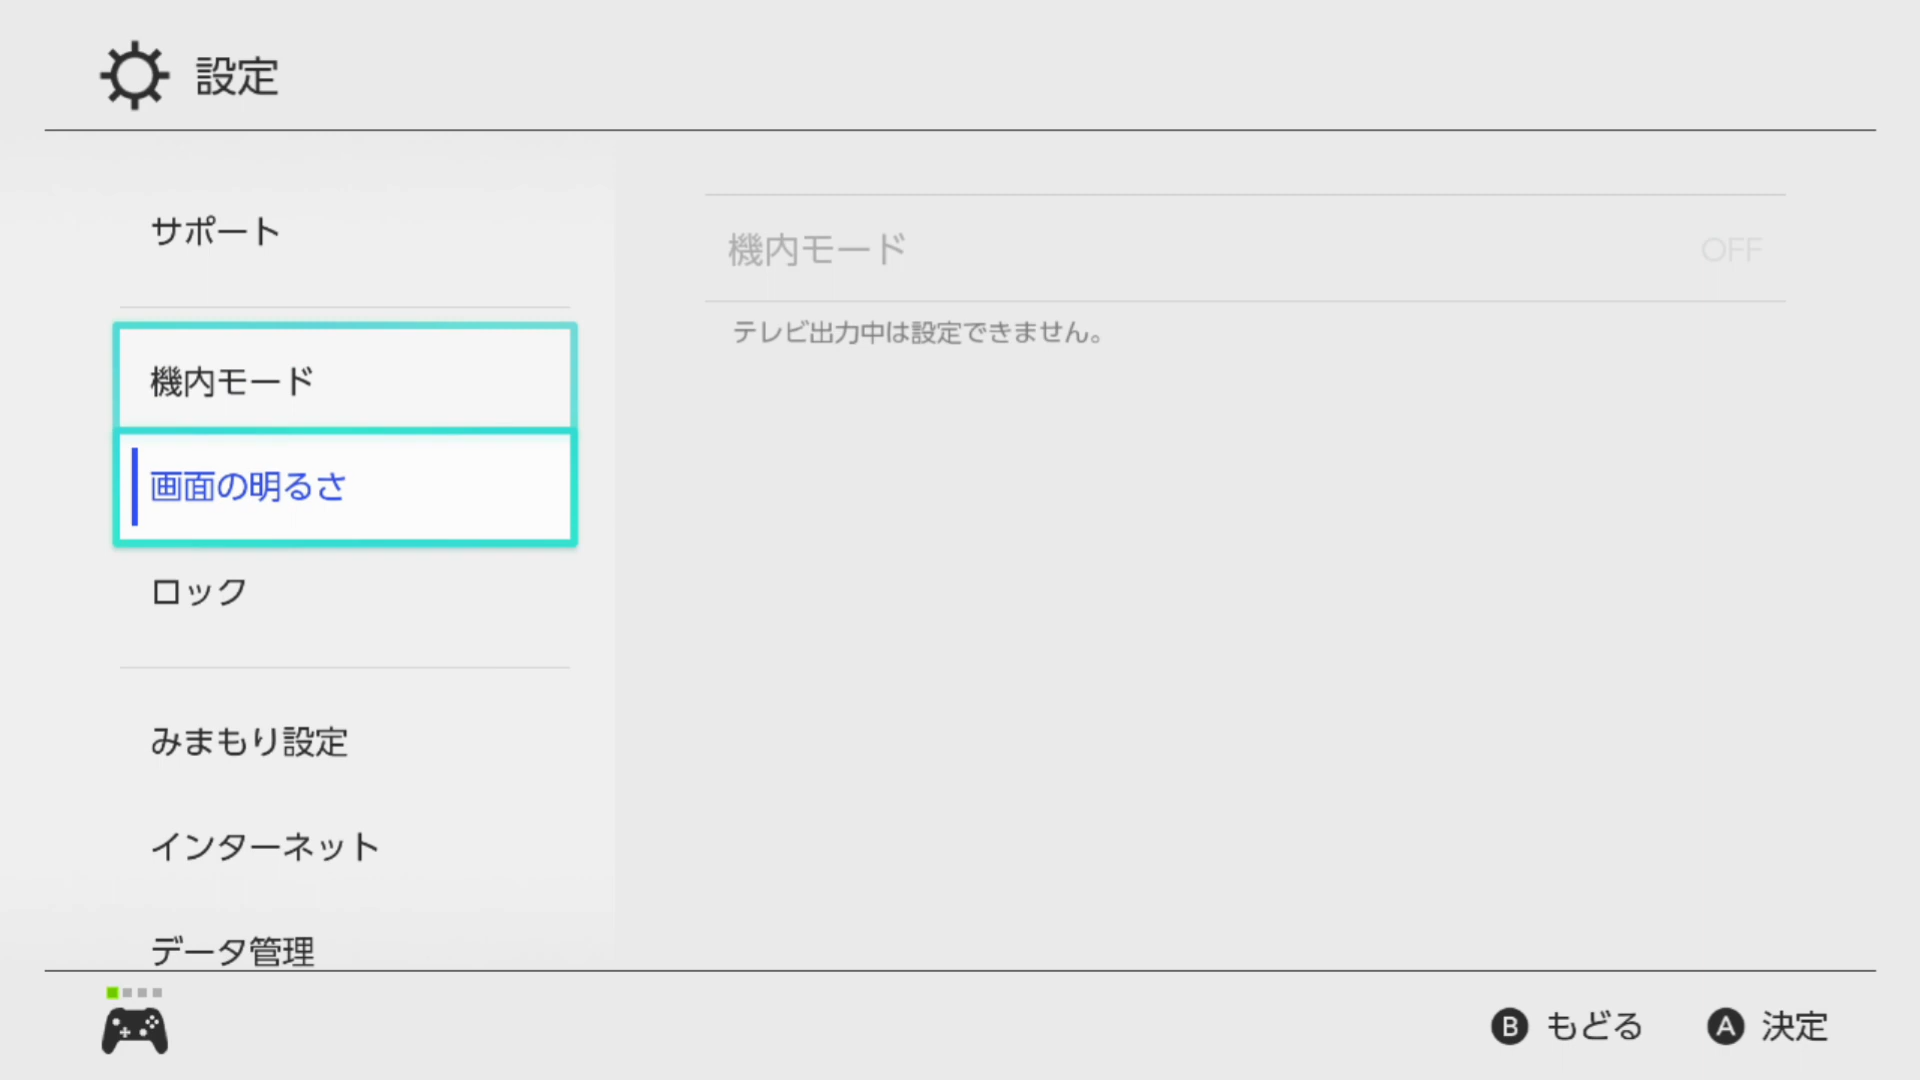 設定
サポート
機内モード
画面の明るさ
ロック
みまもり設定
インターネット
データ管理
機内モード OFF
テレビ出力中は設定できません。
B もどる A 決定